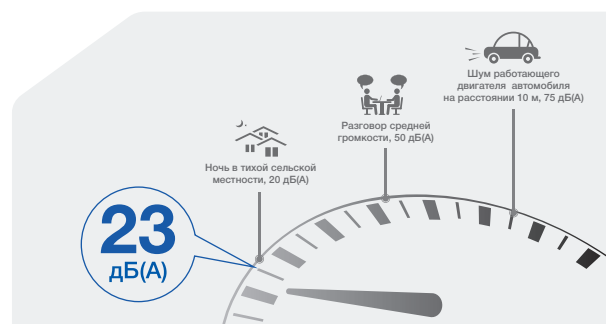 Шум работающего
двигателя автомобиля
на расстоянии 10 м, 75 дБ(А)
Разговор средней
громкости, 50 дБ(А)
Ночь в тихой сельской
местности, 20 дБ(А)
23
дБ(А)